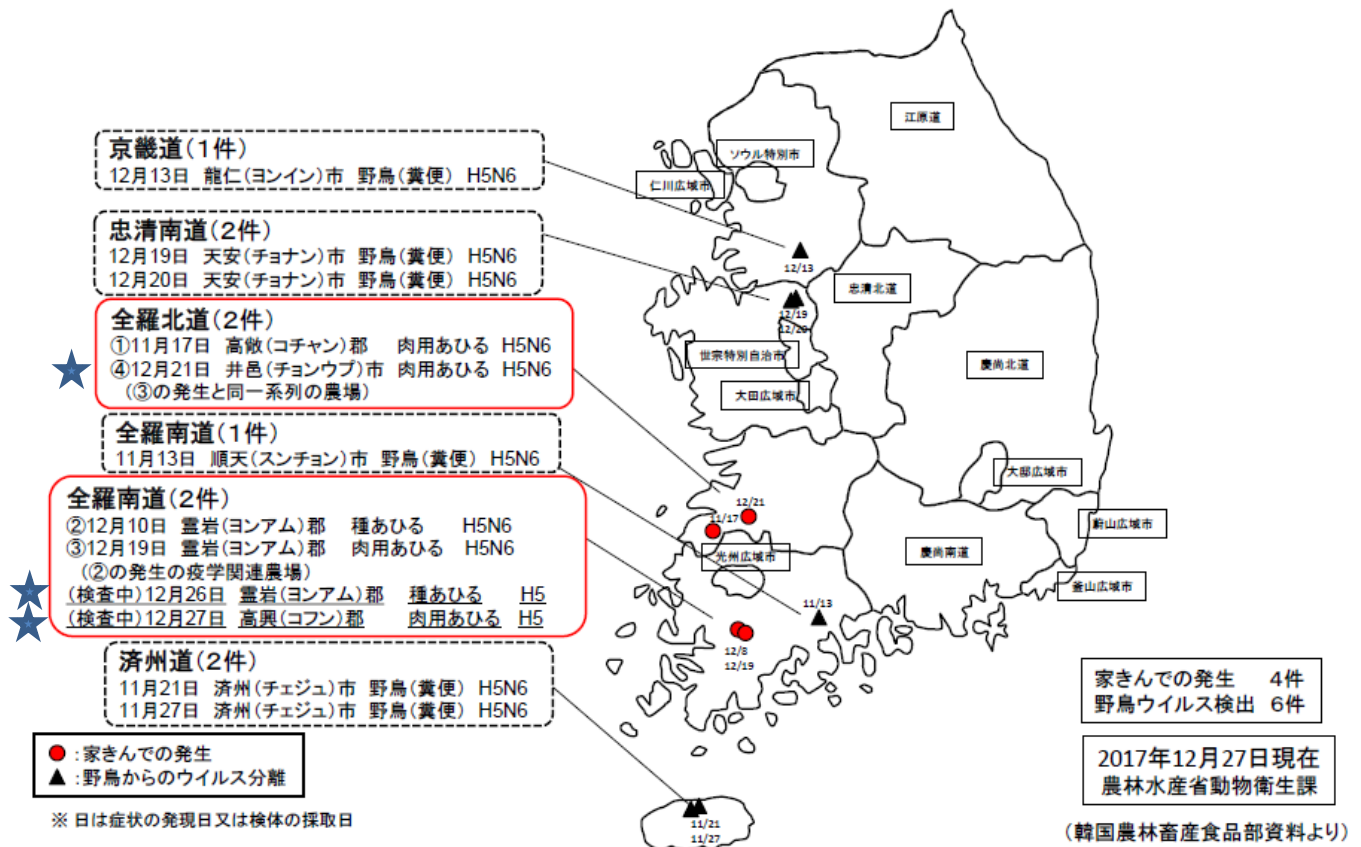 京畿道(1件)
12月13日 龍仁(ヨンイン)市 野鳥(糞便) H5N6
忠清南道(2件)
12月19日 天安(チョナン)市 野鳥(糞便) H5N6
12月20日 天安(チョナン)市 野鳥(糞便) H5N6
全羅北道(2件)
①11月17日 高敞(コチャン)郡 肉用あひる H5N6
④12月21日 井邑(チョンウプ)市 肉用あひる H5N6
(③の発生と同一系列の農場)
全羅南道(1件)
11月13日 順天(スンチョン)市 野鳥(糞便) H5N6
全羅南道(2件)
②12月10日 霊岩(ヨンアム)郡 種あひる H5N6
③12月19日 霊岩(ヨンアム)郡 肉用あひる H5N6
(②の発生の疫学関連農場)
(検査中)12月26日 霊岩(ヨンアム)郡 種あひる H5
(検査中)12月27日 高興(コフン)郡 肉用あひる H5
済州道(2件)
11月21日 済州(チェジュ)市 野鳥(糞便) H5N6
11月27日 済州(チェジュ)市 野鳥(糞便) H5N6
:家きんでの発生
:野鳥からのウイルス分離
※ 日は症状の発現日又は検体の採取日
江原道
ソウル特別市
仁川広域市
12/13
忠清北道
12/19
12/20
世宗特別自治市
慶尚北道
大田広域市
大邸広域市
12/21
11/17
蔚山広域市
光州広域市
慶尚南道
釜山広域市
11/13
12/8
12/19
11/21
11/27
家きんでの発生 4件
野鳥ウイルス検出 6件
2017年12月27日現在
農林水産省動物衛生課
(韓国農林畜産食品部資料より)